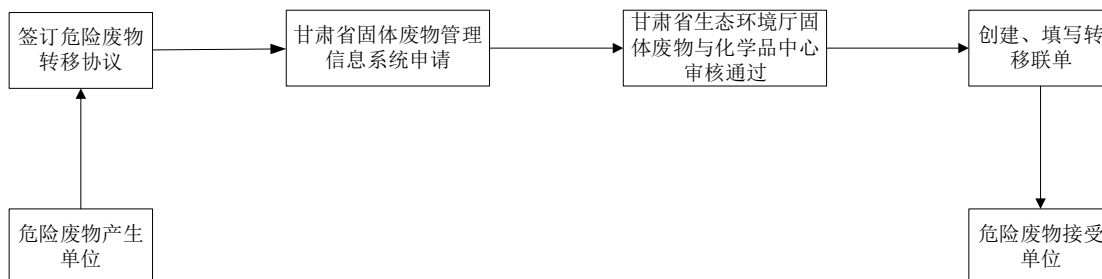 签订危险废物
转移协议
甘肃省固体废物管理
信息系统申请
甘肃省生态环境厅固
体废物与化学品中心
审核通过
创建、填写转
移联单
危险废物产生
单位
危险废物接受
单位